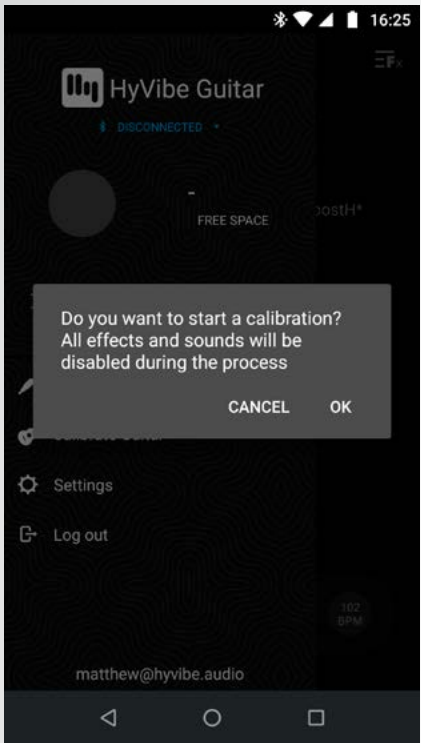 16:25
HyVibe Guitar
DISCONNECTED
-
FREE SPACE
oostH*
Do you want to start a calibration?
All effects and sounds will be
disabled during the process
CANCEL OK
Settings
Log out
102
BPM
matthew@hyvibe.audio